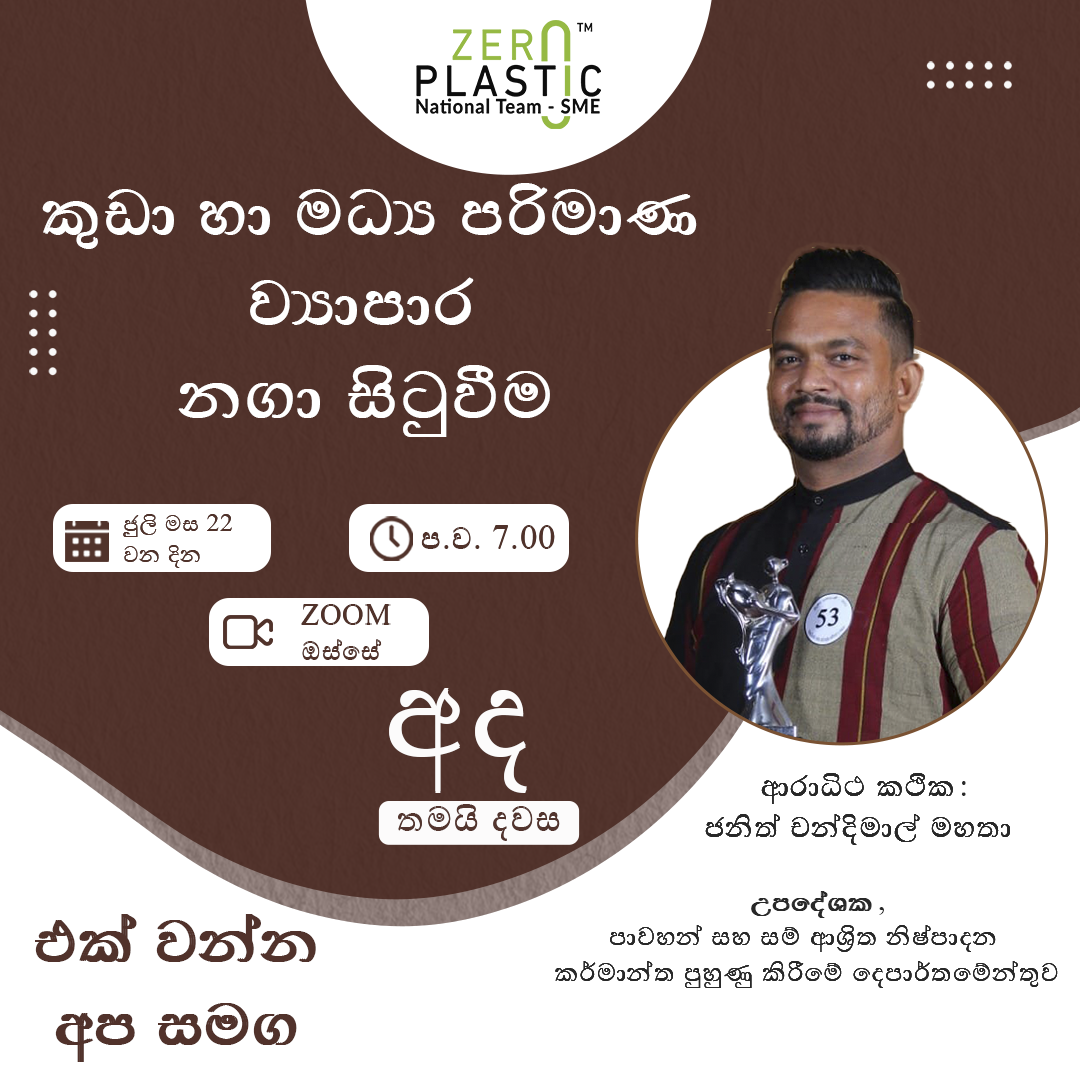 ZERO™
PLASTIC
National Team - SME
කුඩා හා මධ්‍ය පරිමාණ
ව්‍යාපාර
නගා සිටුවීම
ජුලි මස 22
වන දින
ප.ව. 7.00
ZOOM
ඔස්සේ
53
අද
තමයි දවස
ආරාධිථ කථික :
ජනිත් චන්දිමාල් මහතා
උපදේශක ,
පාවහන් සහ සම් ආශ්‍රිත නිෂ්පාදන
කර්මාන්ත පුහුණු කිරීමේ දෙපාර්තමේන්තුව
එක් වන්න
අප සමග